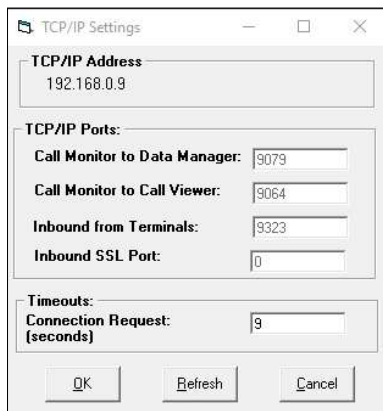 TCP/IP Settings
TCP/IP Address
192.168.0.9
TCP/IP Ports:
Call Monitor to Data Manager: 9079
Call Monitor to Call Viewer: 9064
Inbound from Terminals: 9323
Inbound SSL Port: 0
Timeouts:
Connection Request: 9
(seconds)
OK Refresh Cancel